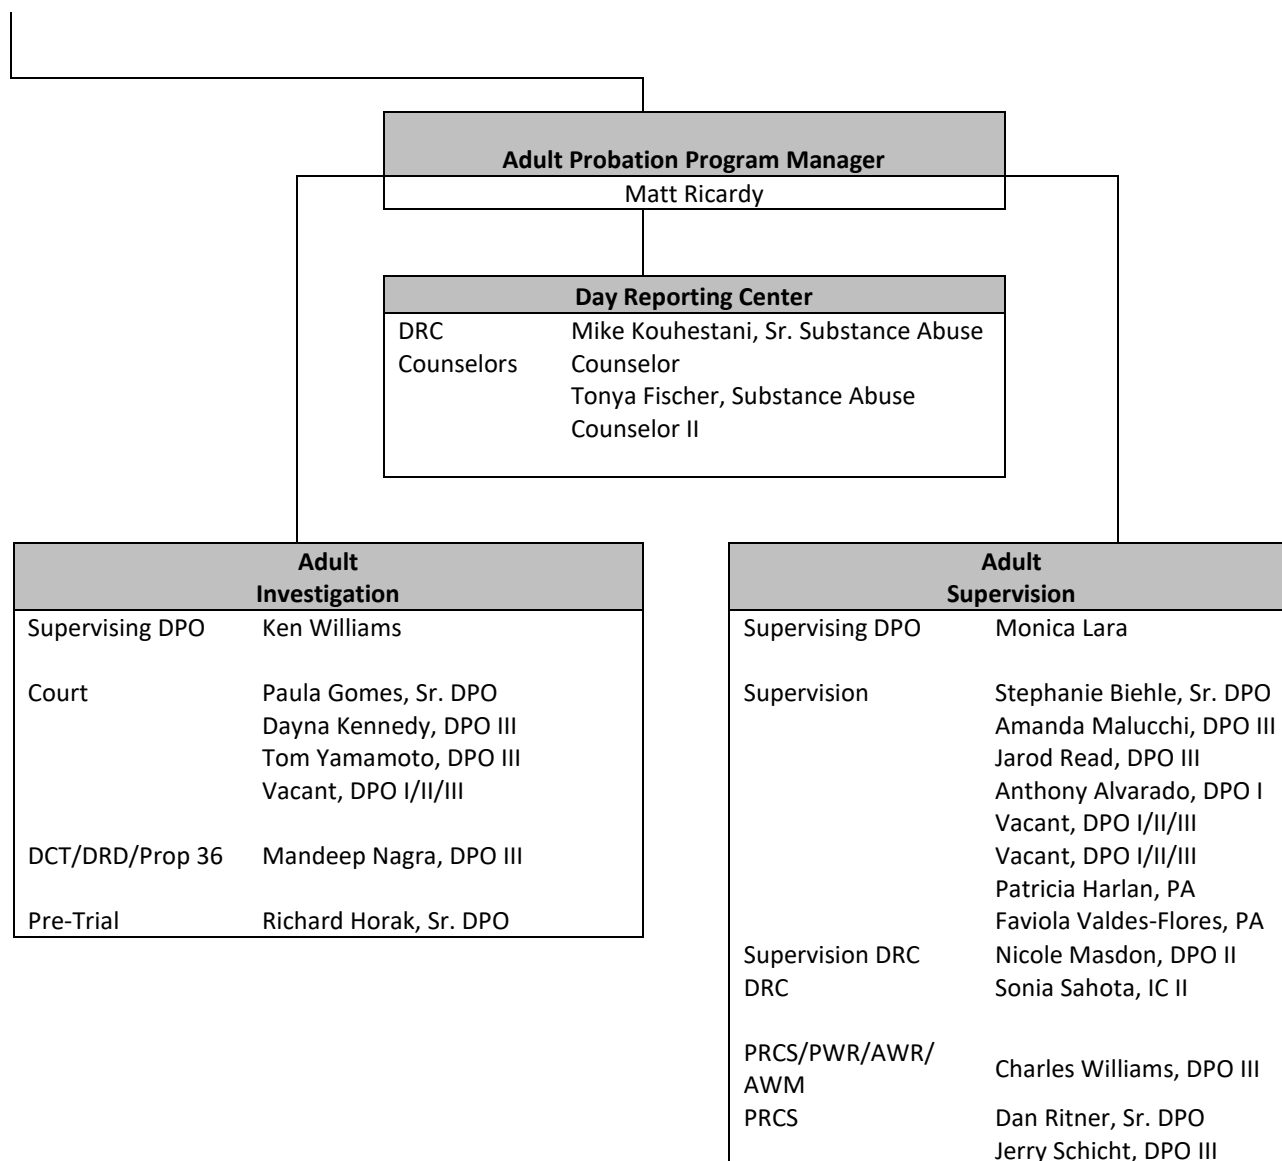 Adult Probation Program Manager
Matt Ricardy
Day Reporting Center
DRC Mike Kouhestani, Sr. Substance Abuse
Counselors Counselor
Tonya Fischer, Substance Abuse
Counselor II
Adult
Investigation
Supervising DPO Ken Williams
Court Paula Gomes, Sr. DPO
Dayna Kennedy, DPO III
Tom Yamamoto, DPO III
Vacant, DPO I/II/III
DCT/DRD/Prop 36 Mandeep Nagra, DPO III
Pre-Trial Richard Horak, Sr. DPO
Adult
Supervision
Supervising DPO Monica Lara
Supervision Stephanie Biehle, Sr. DPO
Amanda Malucchi, DPO III
Jarod Read, DPO III
Anthony Alvarado, DPO I
Vacant, DPO I/II/III
Vacant, DPO I/II/III
Patricia Harlan, PA
Faviola Valdes-Flores, PA
Supervision DRC Nicole Masdon, DPO II
DRC Sonia Sahota, IC II
PRCS/PWR/AWR/
AWM Charles Williams, DPO III
PRCS Dan Ritner, Sr. DPO
Jerry Schicht, DPO III